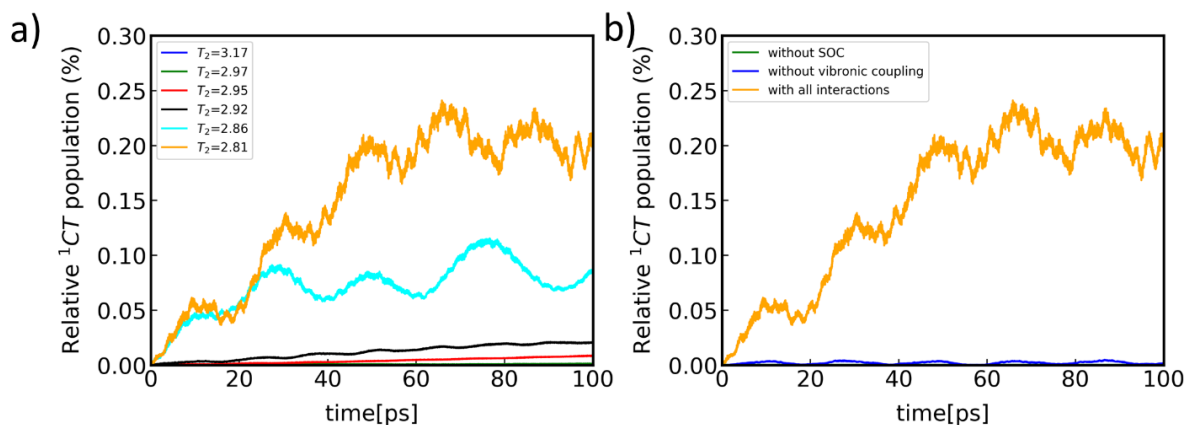 a)
Relative ¹CT population (%)
0.30
0.25
0.20
0.15
0.10
0.05
0.00
T₂=3.17
T₂=2.97
T₂=2.95
T₂=2.92
T₂=2.86
T₂=2.81
0 20 40 60 80 100
time[ps]
b)
Relative ¹CT population (%)
0.30
0.25
0.20
0.15
0.10
0.05
0.00
without SOC
without vibronic coupling
with all interactions
0 20 40 60 80 100
time[ps]